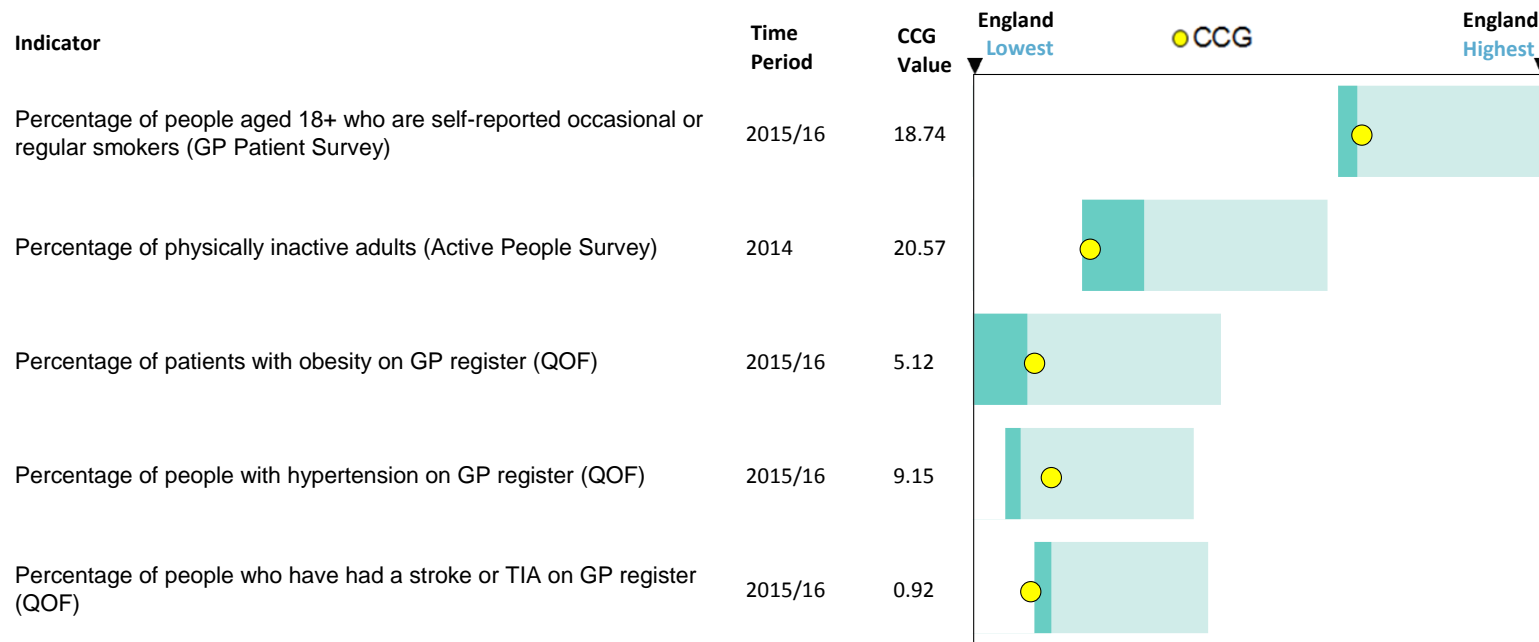 Indicator
Time
Period
CCG
Value
England
Lowest
CCG
England
Highest
Percentage of people aged 18+ who are self-reported occasional or
regular smokers (GP Patient Survey)
2015/16
18.74
Percentage of physically inactive adults (Active People Survey)
2014
20.57
Percentage of patients with obesity on GP register (QOF)
2015/16
5.12
Percentage of people with hypertension on GP register (QOF)
2015/16
9.15
Percentage of people who have had a stroke or TIA on GP register
(QOF)
2015/16
0.92